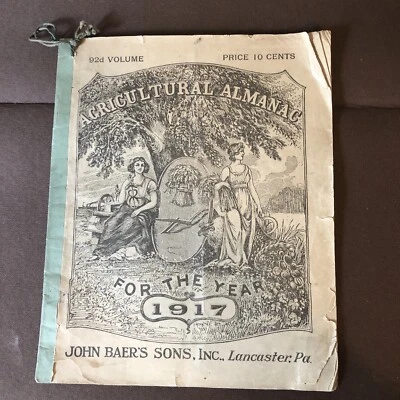 92d VOLUME PRICE 10 CENTS
AGRICULTURAL ALMANAC
FOR THE YEAR
1917
JOHN BAER'S SONS, INC., Lancaster, Pa.